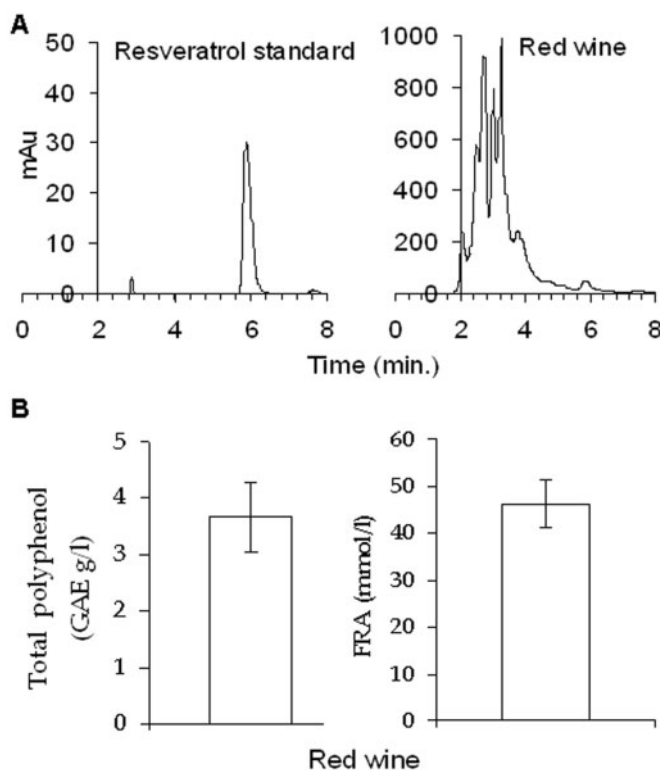 A
Resveratrol standard
Red wine
mAu
50
40
30
20
10
0
0 2 4 6 8
1000
800
600
400
200
0
0 2 4 6 8
Time (min.)
B
Total polyphenol
(GAE g/l)
5
4
3
2
1
0
FRA (mmol/l)
60
50
40
30
20
10
0
Red wine